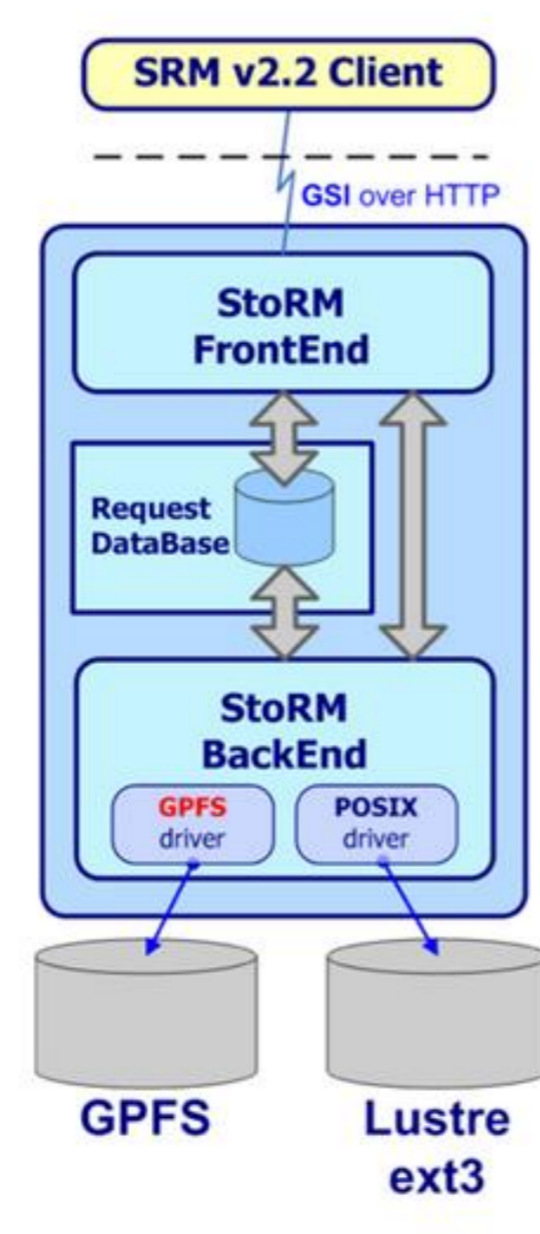 SRM v2.2 Client
GSI over HTTP
StoRM
FrontEnd
Request
DataBase
StoRM
BackEnd
GPFS
driver
POSIX
driver
GPFS
Lustre
ext3